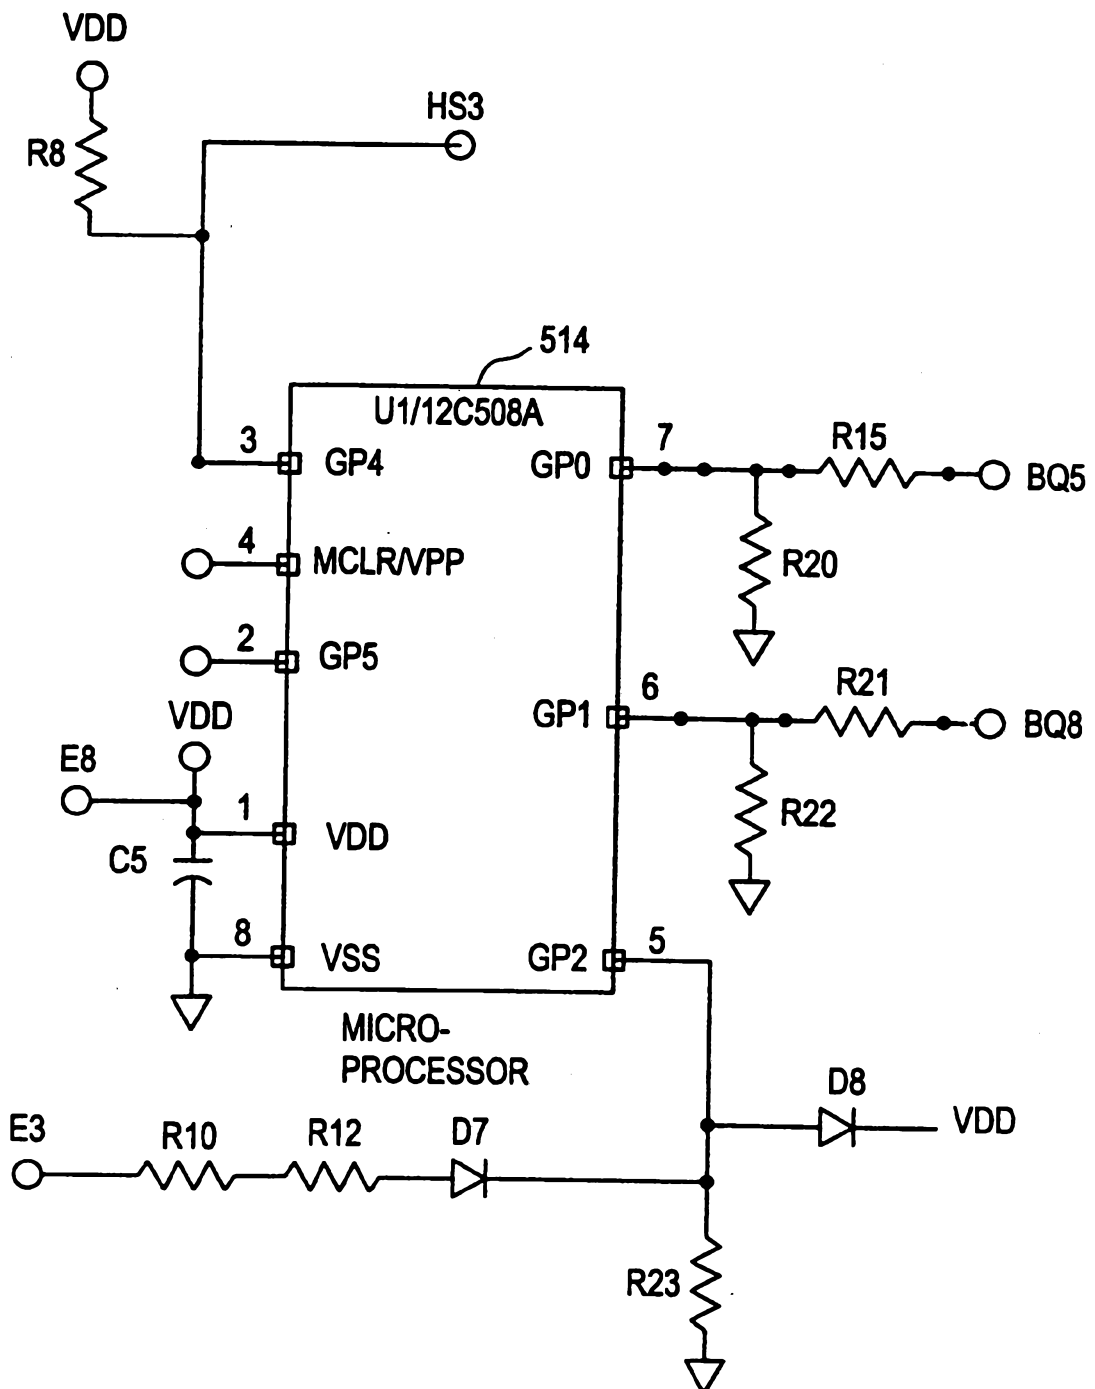 VDD
HS3
R8
514
U1/12C508A
3
GP4
GP0
7
R15
BQ5
4
MCLR/VPP
R20
2
GP5
6
R21
GP1
BQ8
VDD
E8
1
VDD
R22
C5
8
VSS
GP2
5
MICRO-
PROCESSOR
D8
VDD
E3
R10
R12
D7
R23